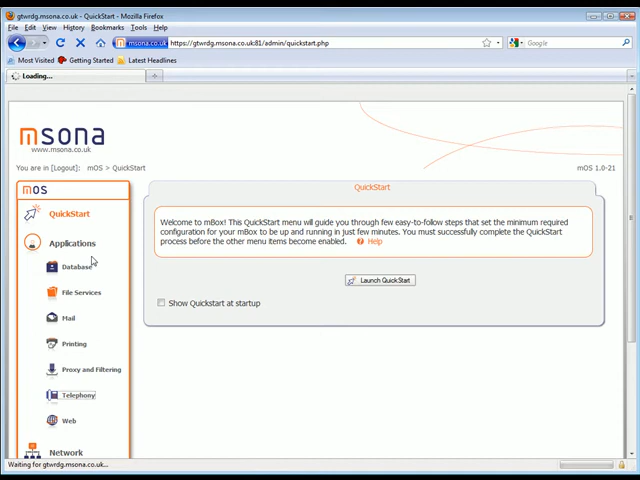 gtwrdg.msona.co.uk - QuickStart - Mozilla Firefox
File Edit View History Bookmarks Tools Help
msona.co.uk https://gtwrdg.msona.co.uk:81/admin/quickstart.php Google
Most Visited Getting Started Latest Headlines
Loading...
msona
www.msona.co.uk
You are in [Logout]: mOS > QuickStart mOS 1.0-21
mos
QuickStart
Applications
Database
File Services
Mail
Printing
Proxy and Filtering
Telephony
Web
Network
QuickStart
Welcome to mBox! This QuickStart menu will guide you through few easy-to-follow steps that set the minimum required
configuration for your mBox to be up and running in just few minutes. You must successfully complete the QuickStart
process before the other menu items become enabled. Help
Launch QuickStart
Show Quickstart at startup
Waiting for gtwrdg.msona.co.uk...